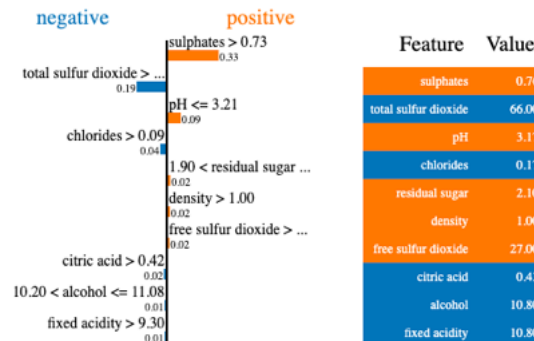 negative positive
sulphates > 0.73
0.33
total sulfur dioxide > ...
0.19
pH <= 3.21
0.09
chlorides > 0.09
0.04
1.90 < residual sugar ...
0.02
density > 1.00
0.02
free sulfur dioxide > ...
0.02
citric acid > 0.42
0.02
10.20 < alcohol <= 11.08
0.01
fixed acidity > 9.30
0.01
Feature Value
sulphates
total sulfur dioxide 66.00
pH
chlorides
residual sugar 2.10
density 1.00
free sulfur dioxide 27.00
citric acid
alcohol 10.80
fixed acidity 10.80